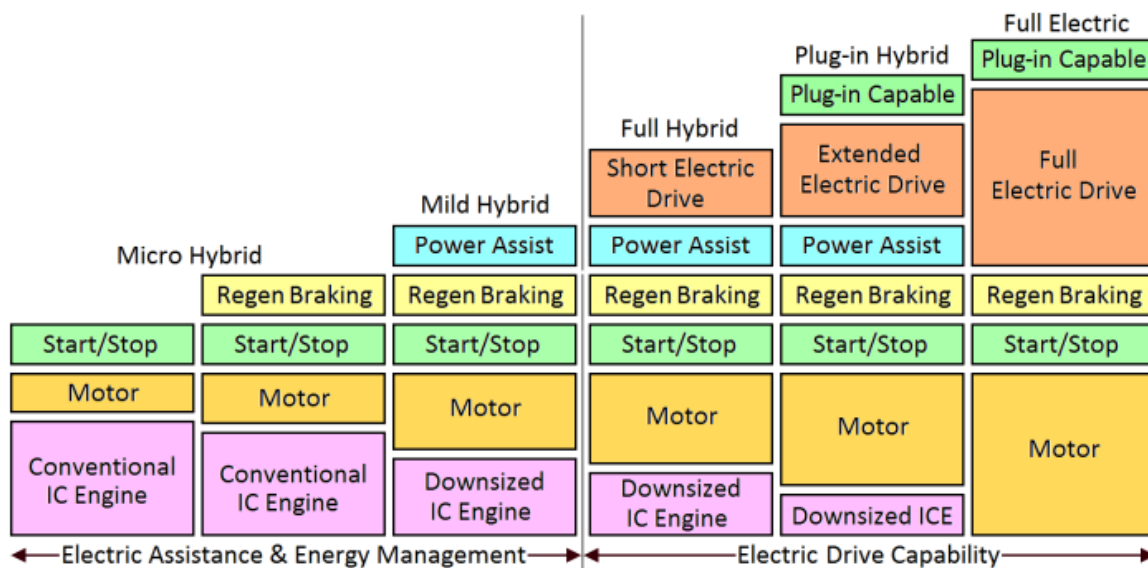 Full Electric
Plug-in Capable
Plug-in Hybrid
Plug-in Capable
Full Hybrid
Short Electric
Drive
Extended
Electric Drive
Full
Electric Drive
Mild Hybrid
Power Assist
Power Assist
Power Assist
Micro Hybrid
Regen Braking
Regen Braking
Regen Braking
Regen Braking
Regen Braking
Start/Stop
Start/Stop
Start/Stop
Start/Stop
Start/Stop
Start/Stop
Motor
Motor
Motor
Motor
Motor
Motor
Conventional
IC Engine
Conventional
IC Engine
Downsized
IC Engine
Downsized
IC Engine
Downsized ICE
Electric Assistance & Energy Management
Electric Drive Capability